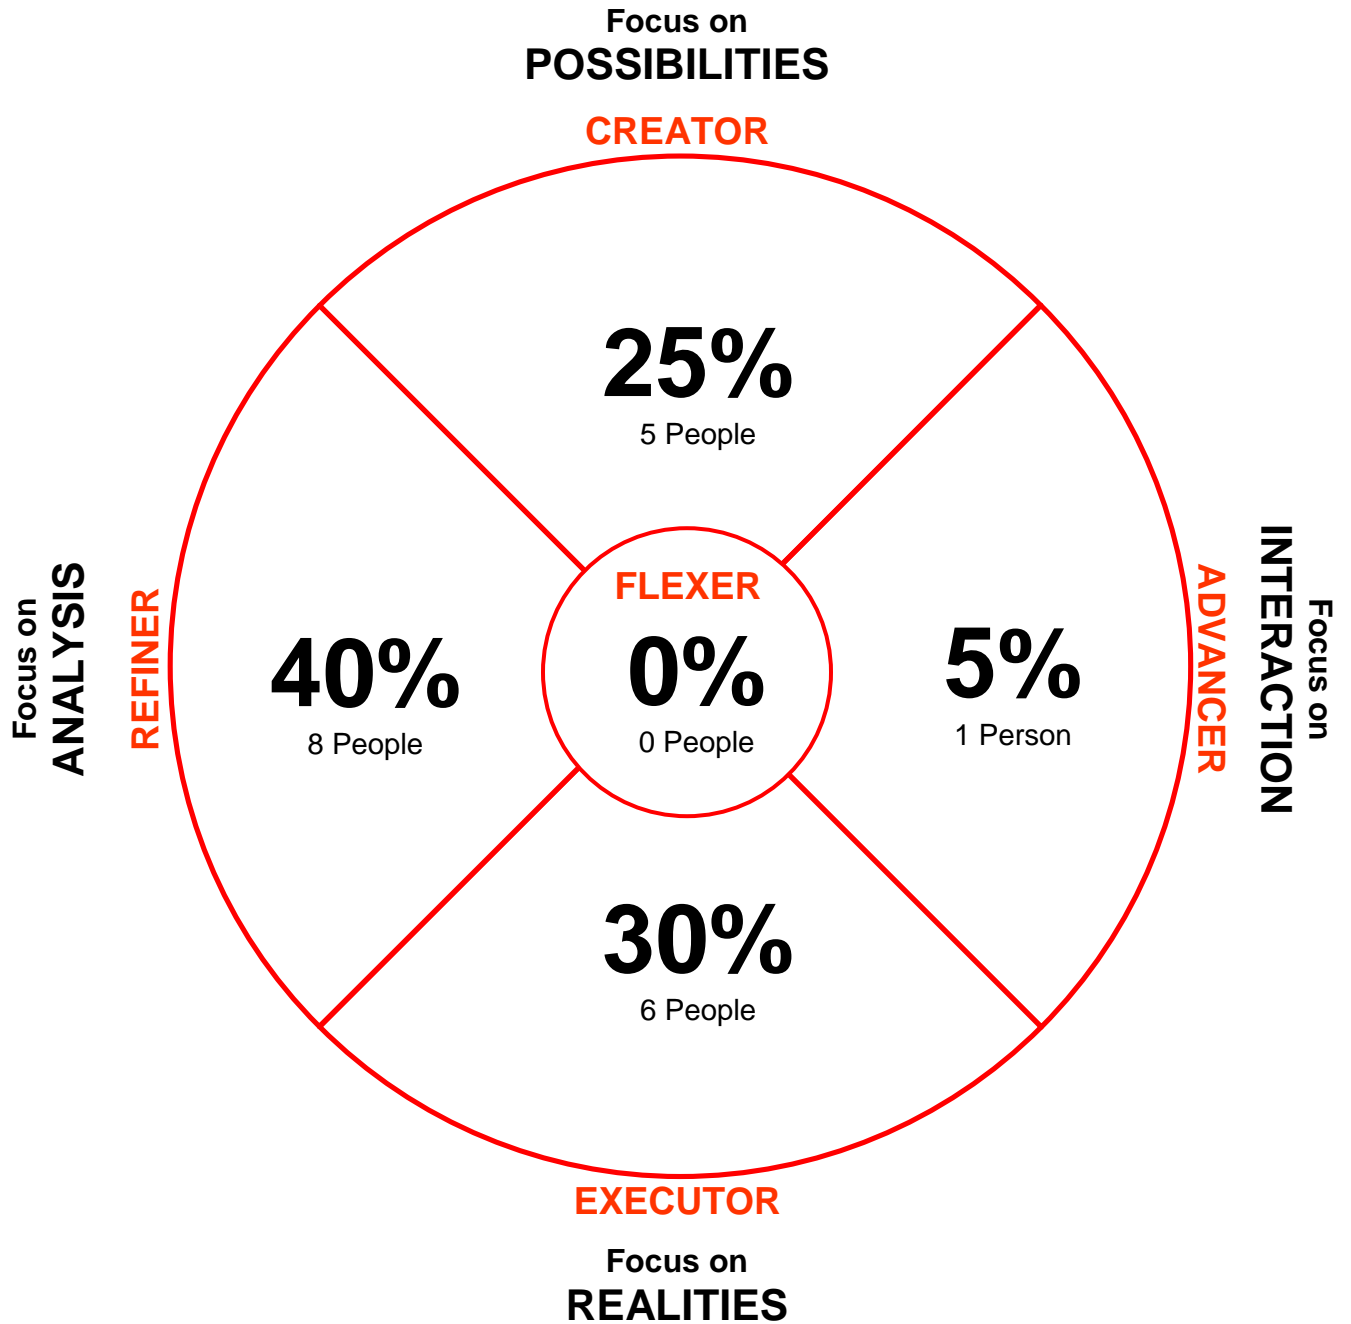 Focus on
POSSIBILITIES
CREATOR
25%
5 People
Focus on
ANALYSIS
REFINER
40%
8 People
FLEXER
0%
0 People
5%
1 Person
ADVANCER
Focus on
INTERACTION
30%
6 People
EXECUTOR
Focus on
REALITIES